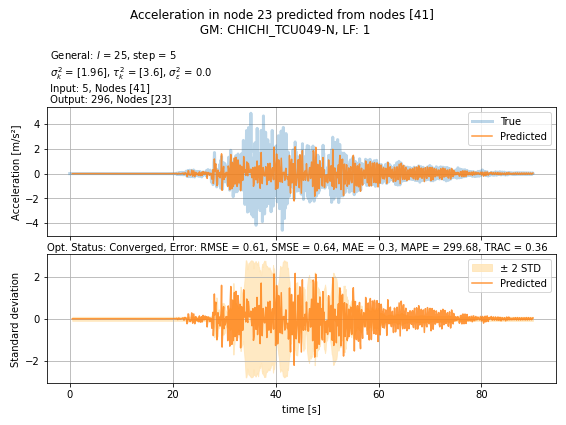 Acceleration in node 23 predicted from nodes [41]
GM: CHICHI_TCU049-N, LF: 1
General: l = 25, step = 5
σ²ₖ = [1.96], τ²ₖ = [3.6], σ²ε = 0.0
Input: 5, Nodes [41]
Output: 296, Nodes [23]
Acceleration [m/s²]
4
2
0
−2
−4
True
Predicted
Opt. Status: Converged, Error: RMSE = 0.61, SMSE = 0.64, MAE = 0.3, MAPE = 299.68, TRAC = 0.36
Standard deviation
2
0
−2
± 2 STD
Predicted
0
20
40
60
80
time [s]